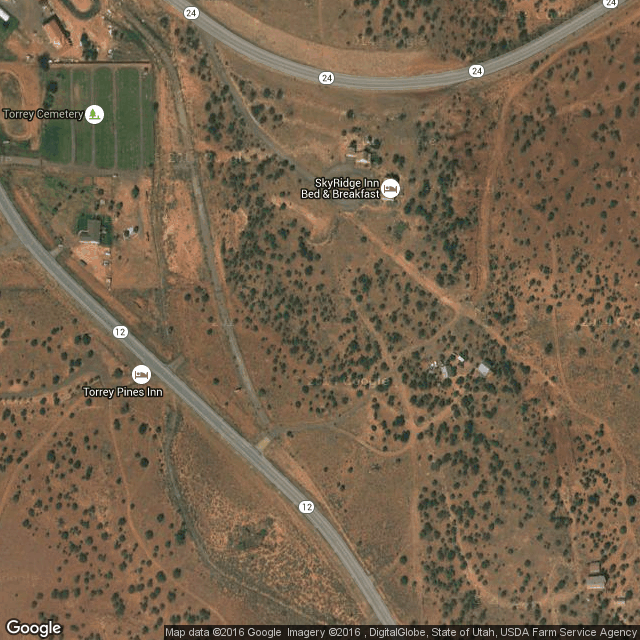 24
24
24
24
Torrey Cemetery
SkyRidge Inn
Bed & Breakfast
12
Torrey Pines Inn
12
Google
Map data ©2016 Google Imagery ©2016 , DigitalGlobe, State of Utah, USDA Farm Service Agency